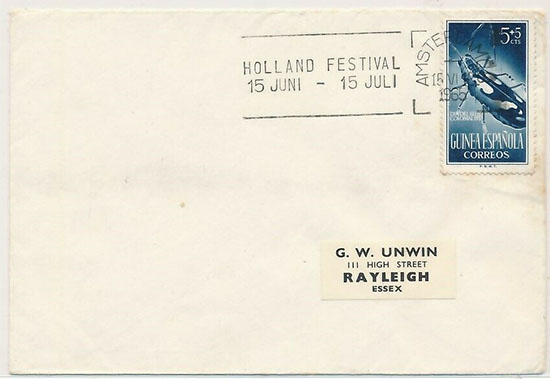 HOLLAND FESTIVAL
15 JUNI - 15 JULI
AMSTER
1955
5+5
CTS
GUINEA ESPAÑOLA
CORREOS
G. W. UNWIN
111 HIGH STREET
RAYLEIGH
ESSEX